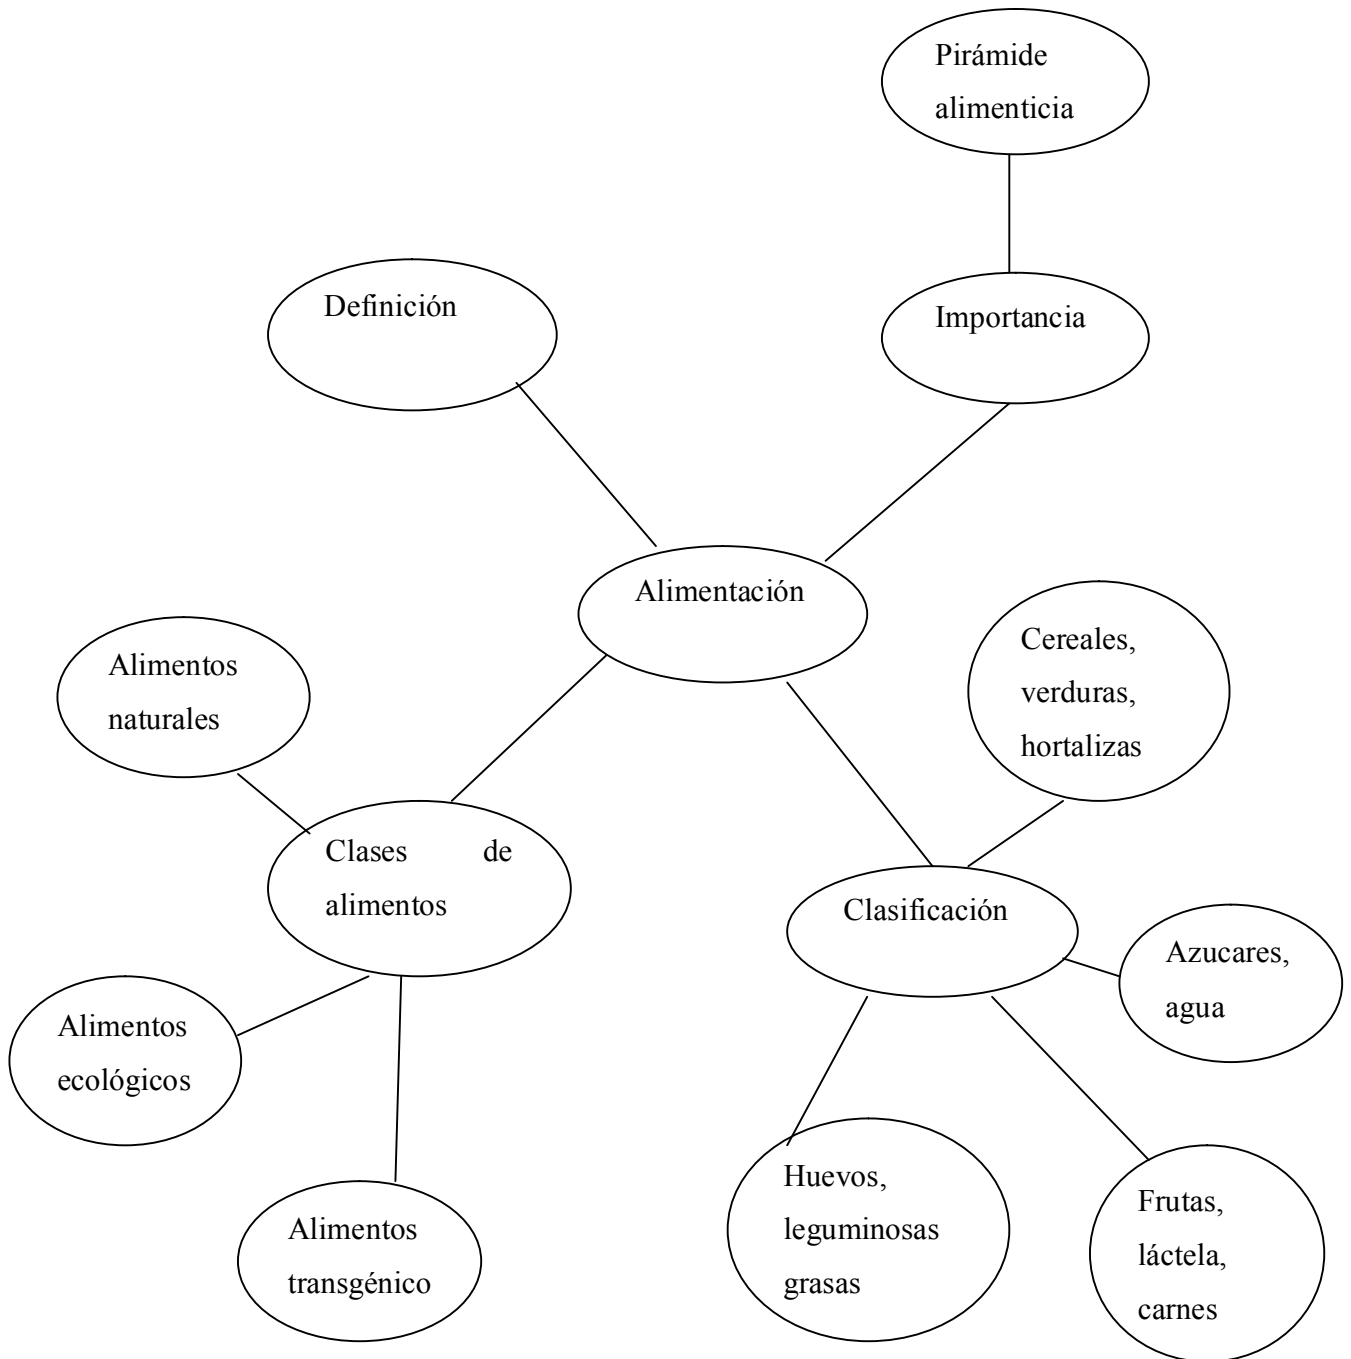 Pirámide
alimenticia
Definición
Importancia
Alimentación
Cereales,
verduras,
hortalizas
Alimentos
naturales
Clases de
alimentos
Clasificación
Azucares,
agua
Alimentos
ecológicos
Huevos,
leguminosas
grasas
Frutas,
láctela,
carnes
Alimentos
transgénico